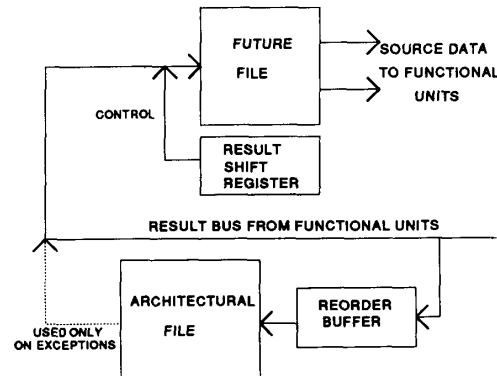 FUTURE
FILE
SOURCE DATA
TO FUNCTIONAL
UNITS
CONTROL
RESULT
SHIFT
REGISTER
RESULT BUS FROM FUNCTIONAL UNITS
ARCHITECTURAL
FILE
REORDER
BUFFER
USED ONLY
ON EXCEPTIONS